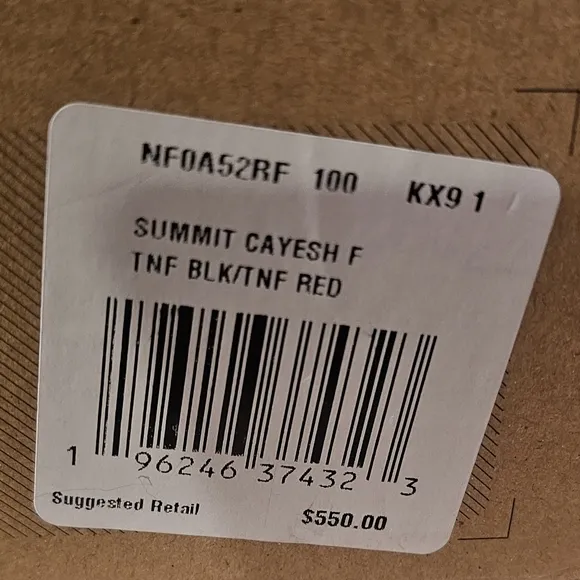 NF0A52RF 100 KX9 1
SUMMIT CAYESH F
TNF BLK/TNF RED
1 96246 37432 3
Suggested Retail $550.00